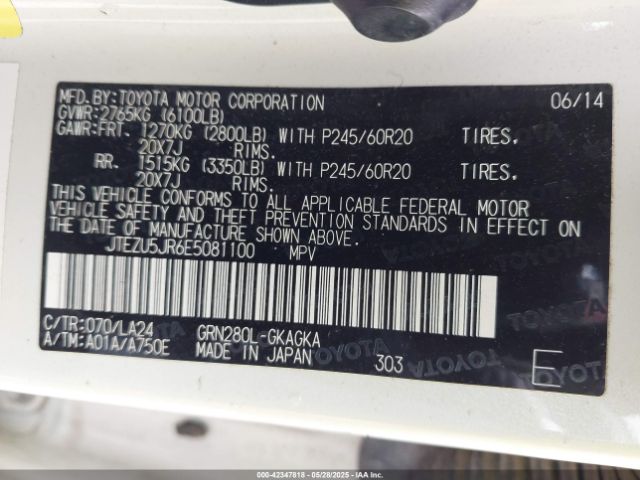 MFD.BY:TOYOTA MOTOR CORPORATION 06/14
GVWR:2765KG (6100LB)
GAWR:FRT. 1270KG (2800LB) WITH P245/60R20 TIRES.
20X7J RIMS.
RR. 1515KG (3350LB) WITH P245/60R20 TIRES.
20X7J RIMS.
THIS VEHICLE CONFORMS TO ALL APPLICABLE FEDERAL MOTOR
VEHICLE SAFETY AND THEFT PREVENTION STANDARDS IN EFFECT ON
THE DATE OF MANUFACTURE SHOWN ABOVE.
JTEZU5JR6E5081100 MPV
C/TR:070/LA24 GRN280L-GKAGKA
A/TM:A01A/A750E MADE IN JAPAN 303 E
00-42347818 | 05/28/2025 - IAA Inc.